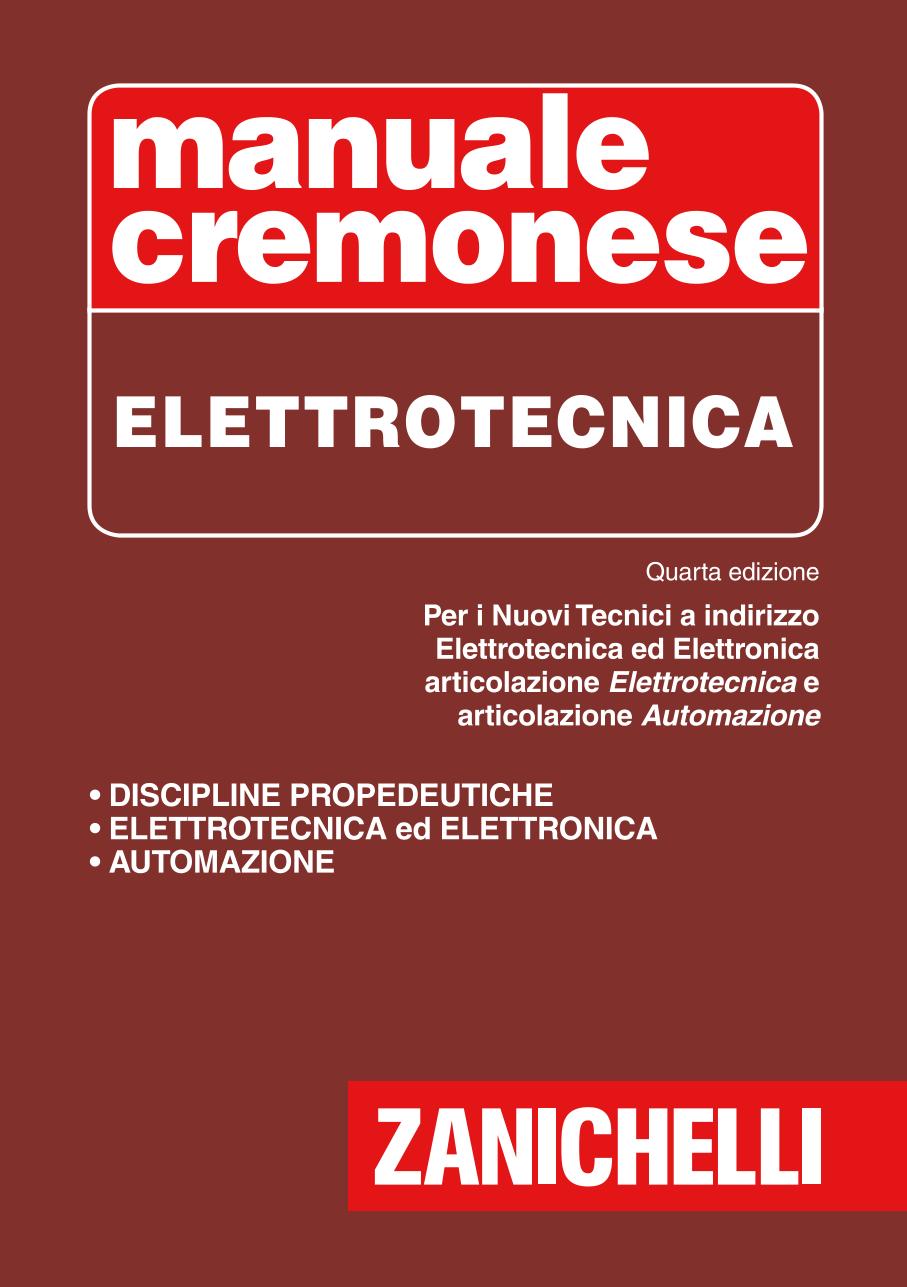 manuale
cremonese
ELETTROTECNICA
Quarta edizione
Per i Nuovi Tecnici a indirizzo
Elettrotecnica ed Elettronica
articolazione Elettrotecnica e
articolazione Automazione
• DISCIPLINE PROPEDEUTICHE
• ELETTROTECNICA ed ELETTRONICA
• AUTOMAZIONE
ZANICHELLI